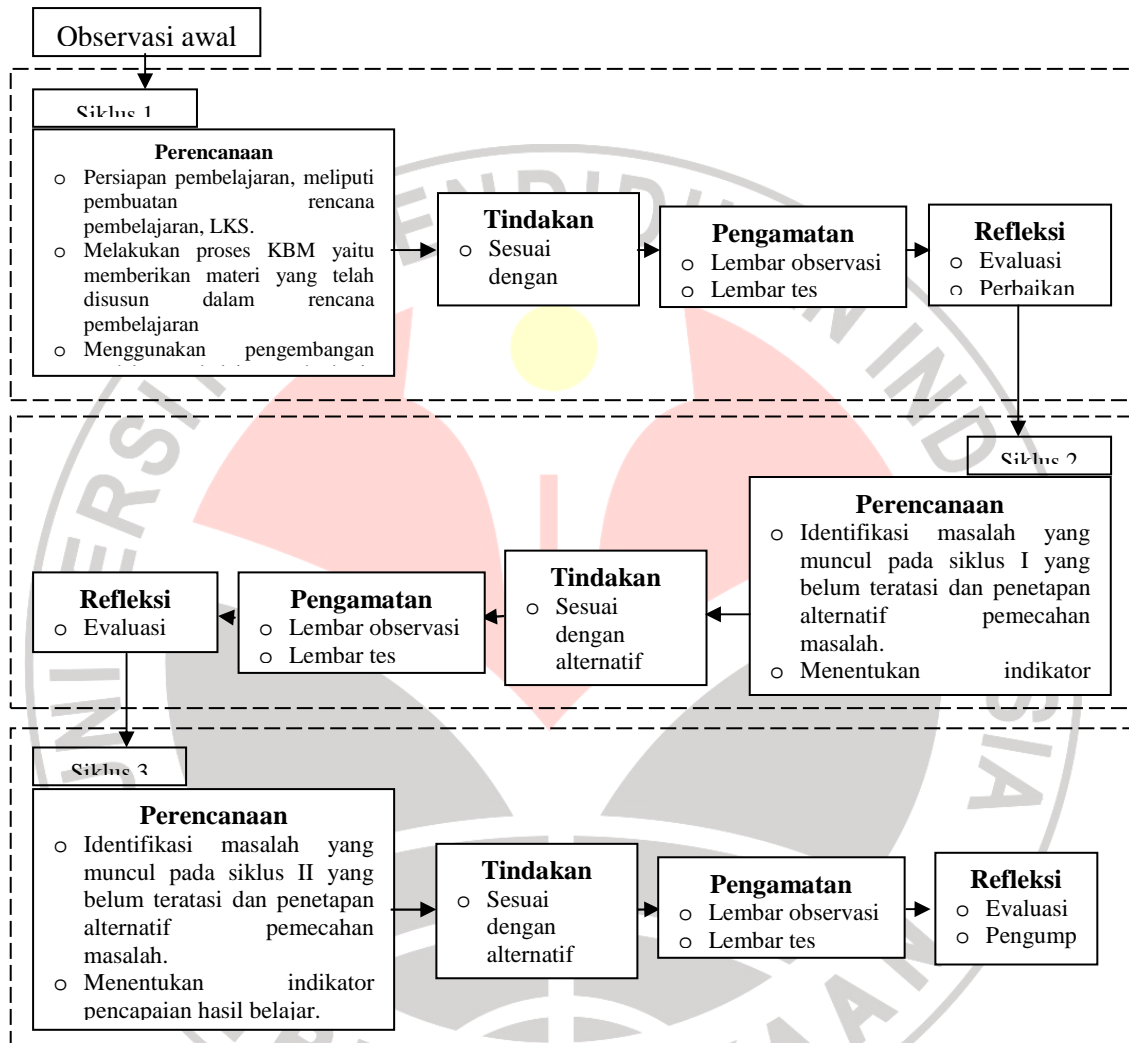 Observasi awal
Siklus 1
Perencanaan
o Persiapan pembelajaran, meliputi
pembuatan rencana
pembelajaran, LKS.
o Melakukan proses KBM yaitu
memberikan materi yang telah
disusun dalam rencana
pembelajaran
o Menggunakan pengembangan
Tindakan
o Sesuai
dengan
Pengamatan
o Lembar observasi
o Lembar tes
Refleksi
o Evaluasi
o Perbaikan
Siklus 2
Perencanaan
o Identifikasi masalah yang
muncul pada siklus I yang
belum teratasi dan penetapan
alternatif pemecahan
masalah.
o Menentukan indikator
Tindakan
o Sesuai
dengan
alternatif
Pengamatan
o Lembar observasi
o Lembar tes
Refleksi
o Evaluasi
Siklus 3
Perencanaan
o Identifikasi masalah yang
muncul pada siklus II yang
belum teratasi dan penetapan
alternatif pemecahan
masalah.
o Menentukan indikator
pencapaian hasil belajar.
Tindakan
o Sesuai
dengan
alternatif
Pengamatan
o Lembar observasi
o Lembar tes
Refleksi
o Evaluasi
o Pengump